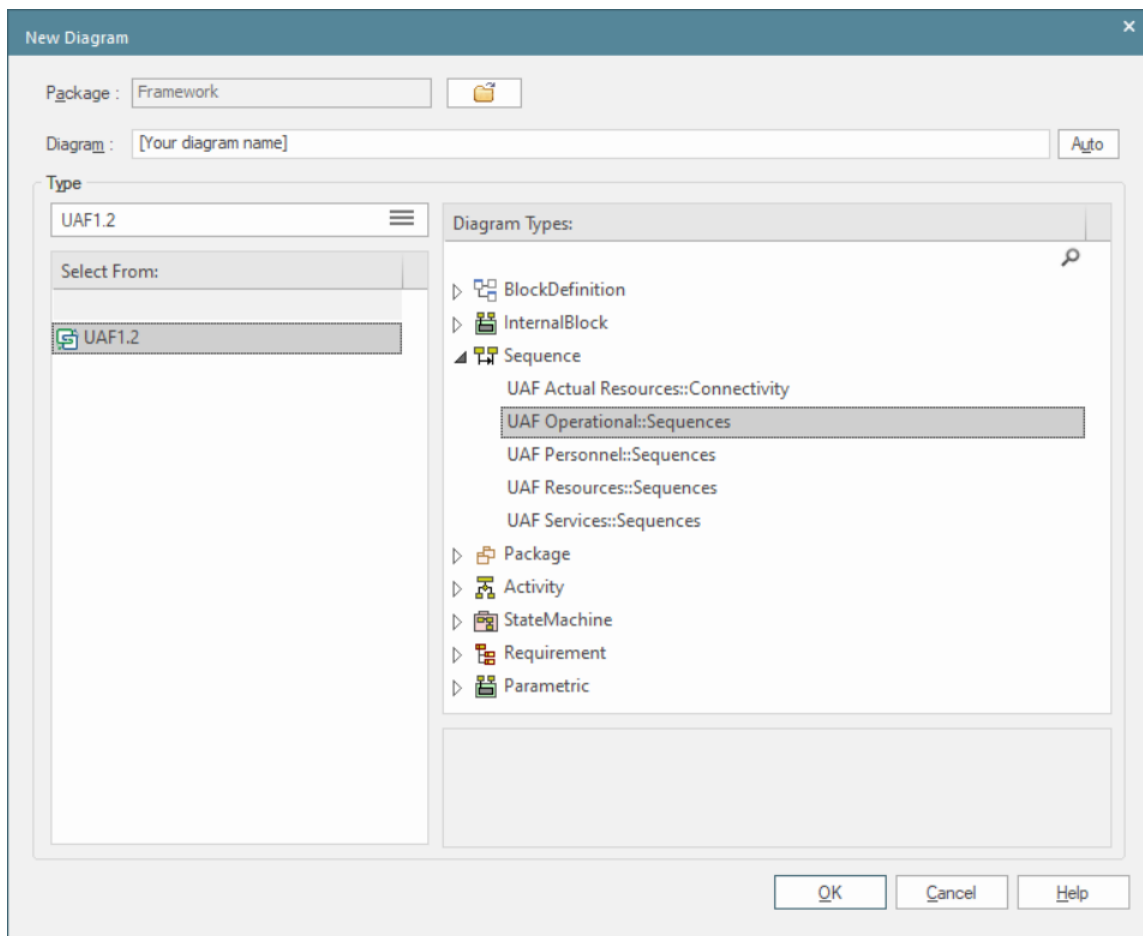 New Diagram
Package :
Framework
Diagram :
[Your diagram name]
Auto
Type
UAF1.2
Diagram Types:
Select From:
UAF1.2
BlockDefinition
InternalBlock
Sequence
UAF Actual Resources::Connectivity
UAF Operational::Sequences
UAF Personnel::Sequences
UAF Resources::Sequences
UAF Services::Sequences
Package
Activity
StateMachine
Requirement
Parametric
OK
Cancel
Help